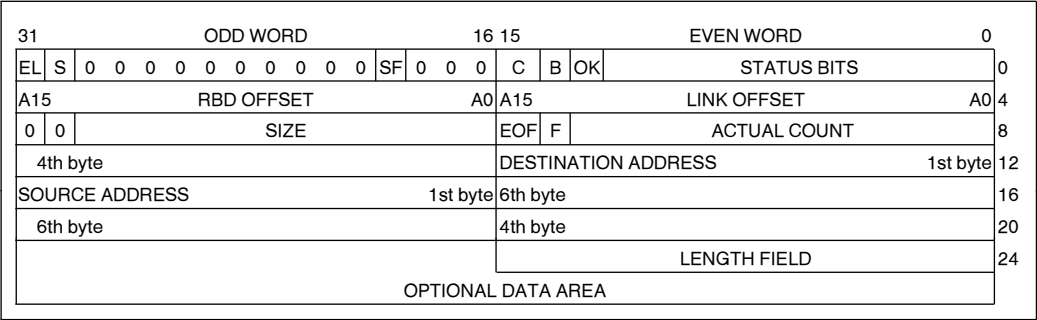 31 ODD WORD 16 15 EVEN WORD 0
EL S 0 0 0 0 0 0 0 0 0 0 SF 0 0 0 C B OK STATUS BITS 0
A15 RBD OFFSET A0 A15 LINK OFFSET A0 4
0 0 SIZE EOF F ACTUAL COUNT 8
4th byte DESTINATION ADDRESS 1st byte 12
SOURCE ADDRESS 1st byte 6th byte 16
6th byte 4th byte 20
LENGTH FIELD 24
OPTIONAL DATA AREA